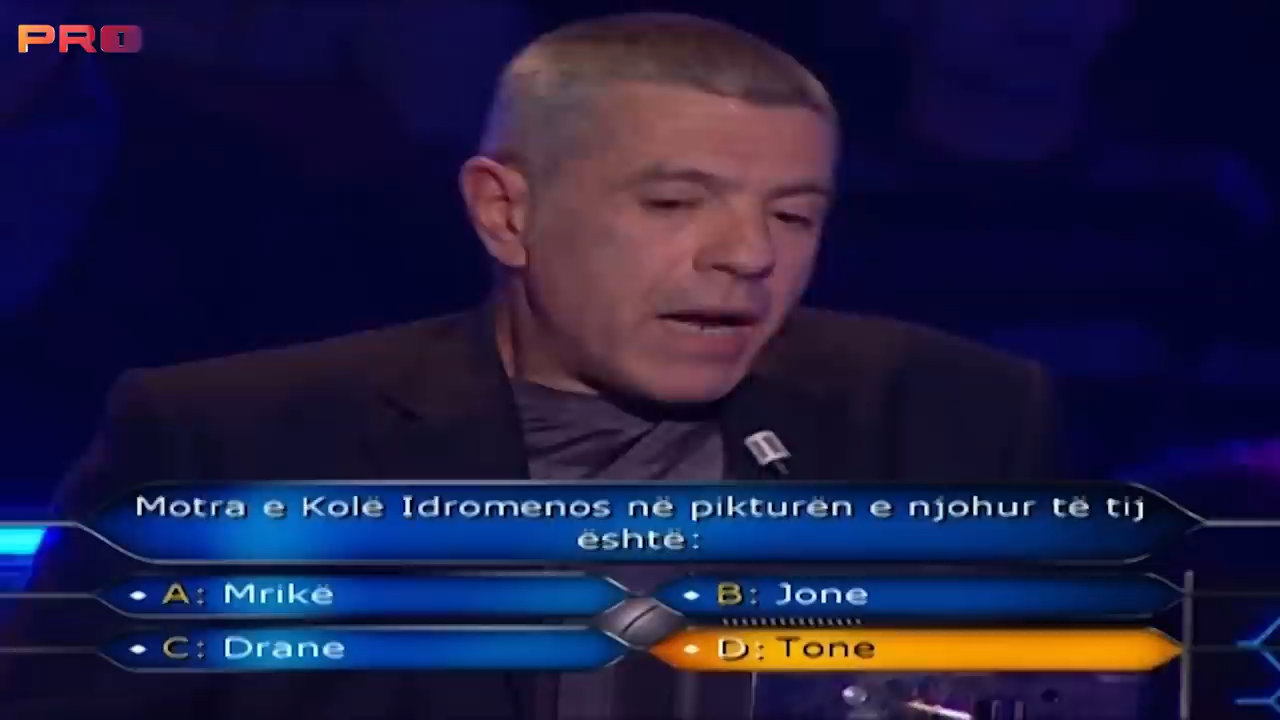 PRO1
Motra e Kolë Idromenos në pikturën e njohur të tij
është:
A: Mrikë
B: Jone
C: Drane
D: Tone